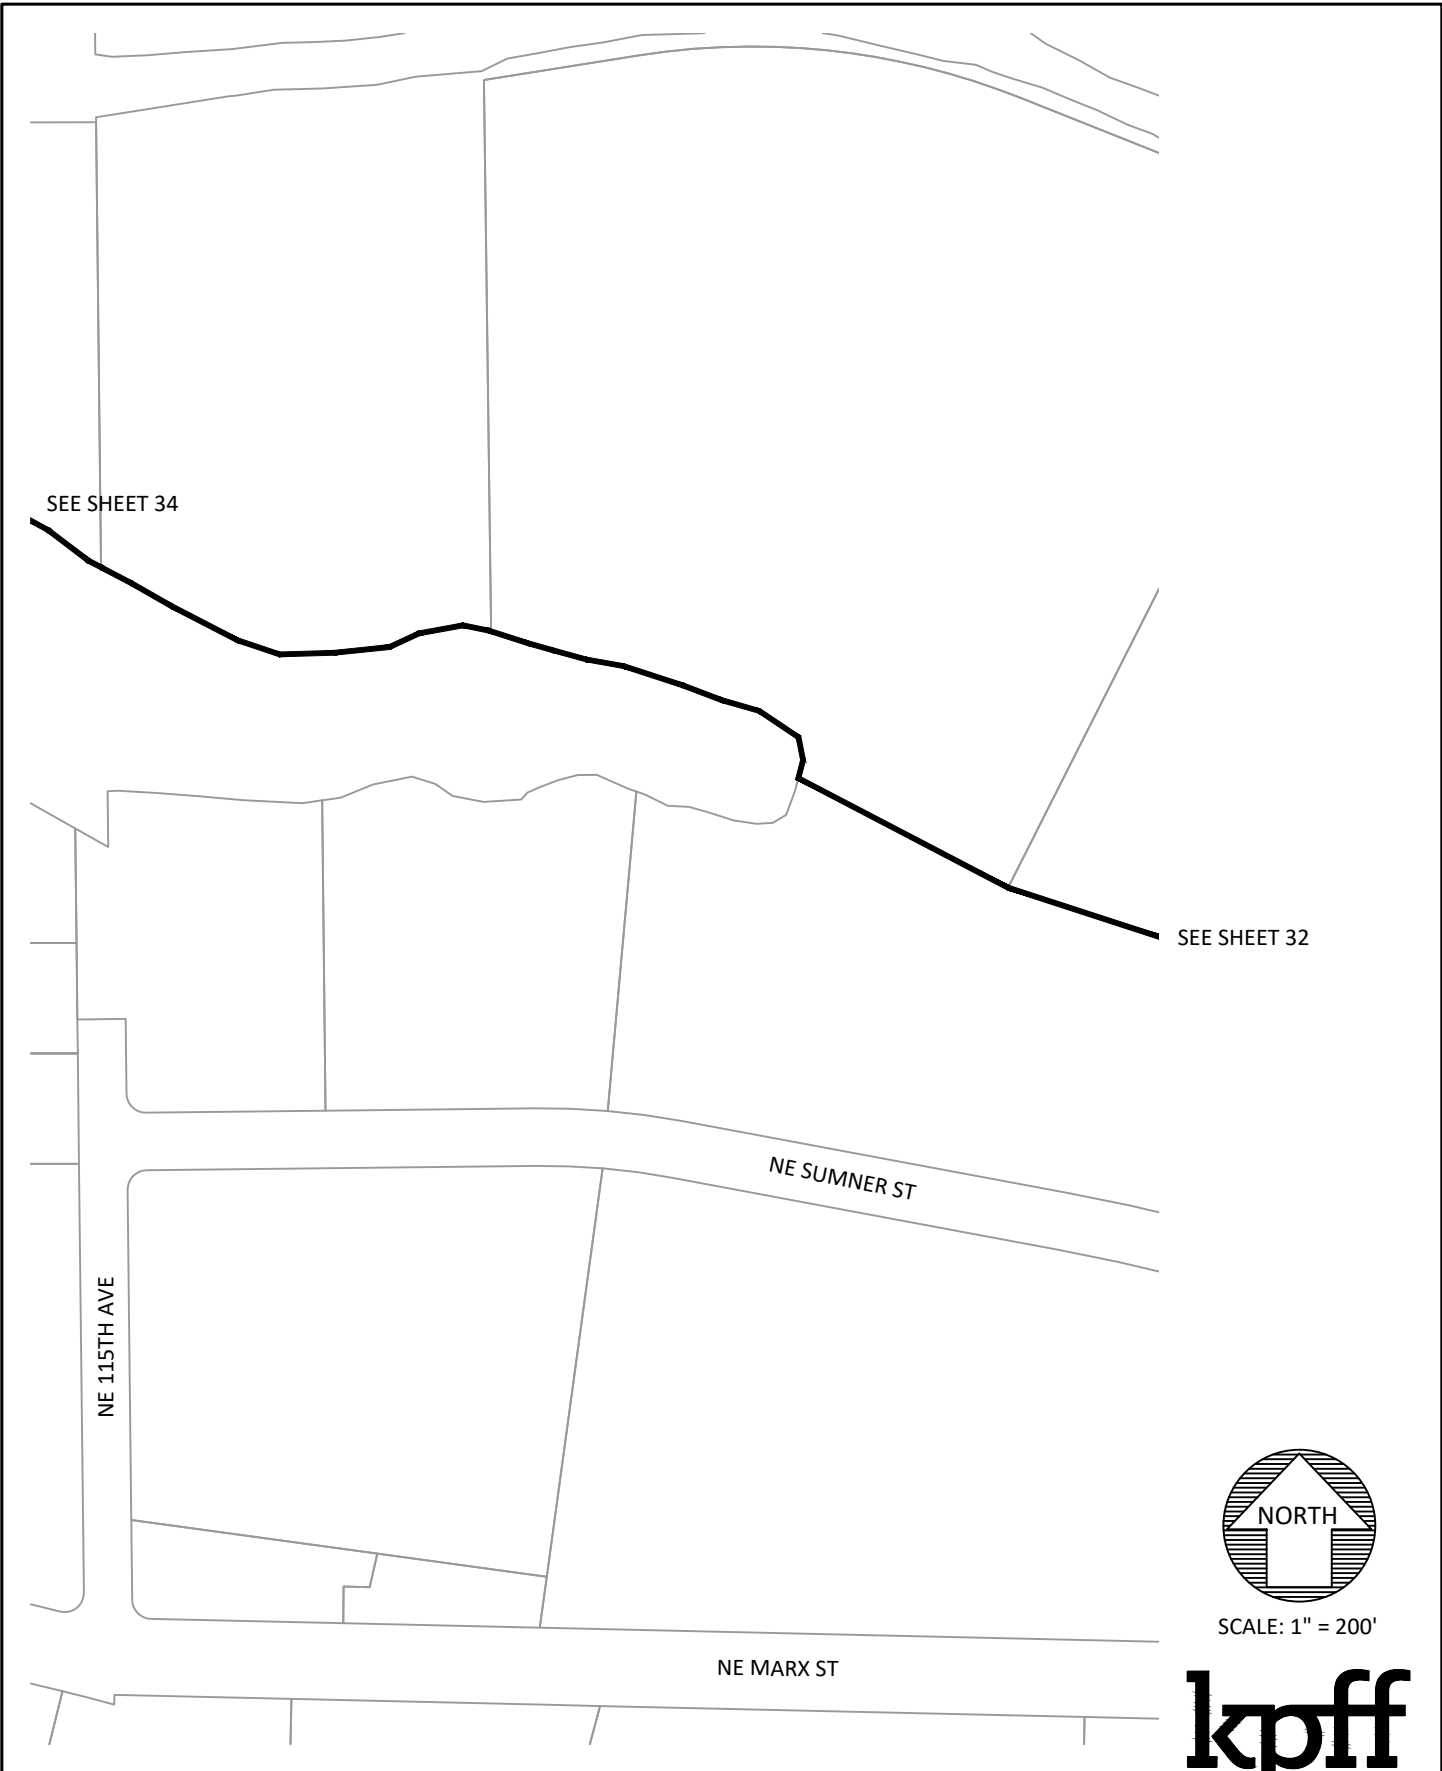 SEE SHEET 34
SEE SHEET 32
NE SUMNER ST
NE 115TH AVE
NORTH
SCALE: 1" = 200'
NE MARX ST
kpff